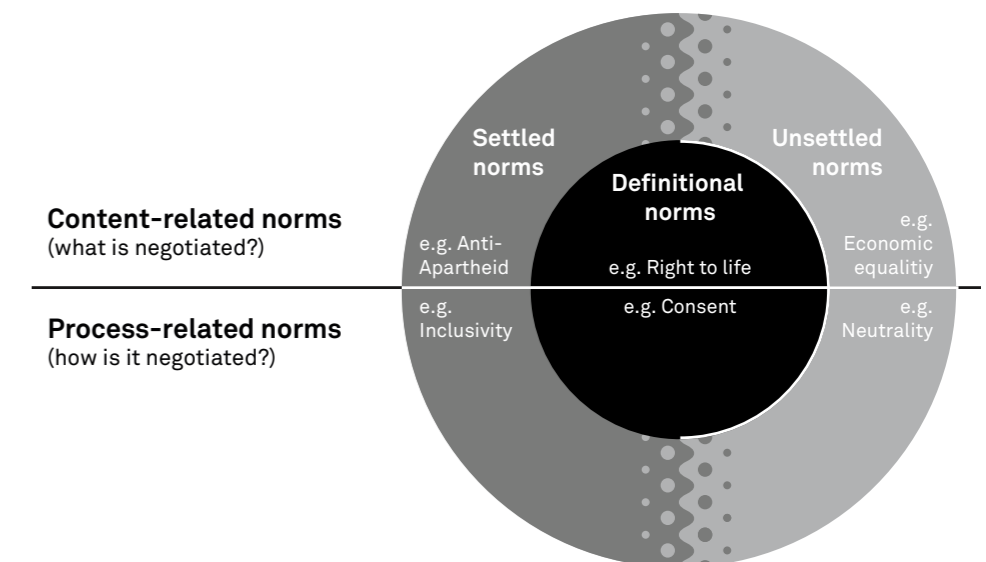 Settled
norms
Unsettled
norms
Definitional
norms
Content-related norms
(what is negotiated?)
e.g. Anti-
Apartheid
e.g. Right to life
e.g.
Economic
equalitiy
Process-related norms
(how is it negotiated?)
e.g.
Inclusivity
e.g. Consent
e.g.
Neutrality